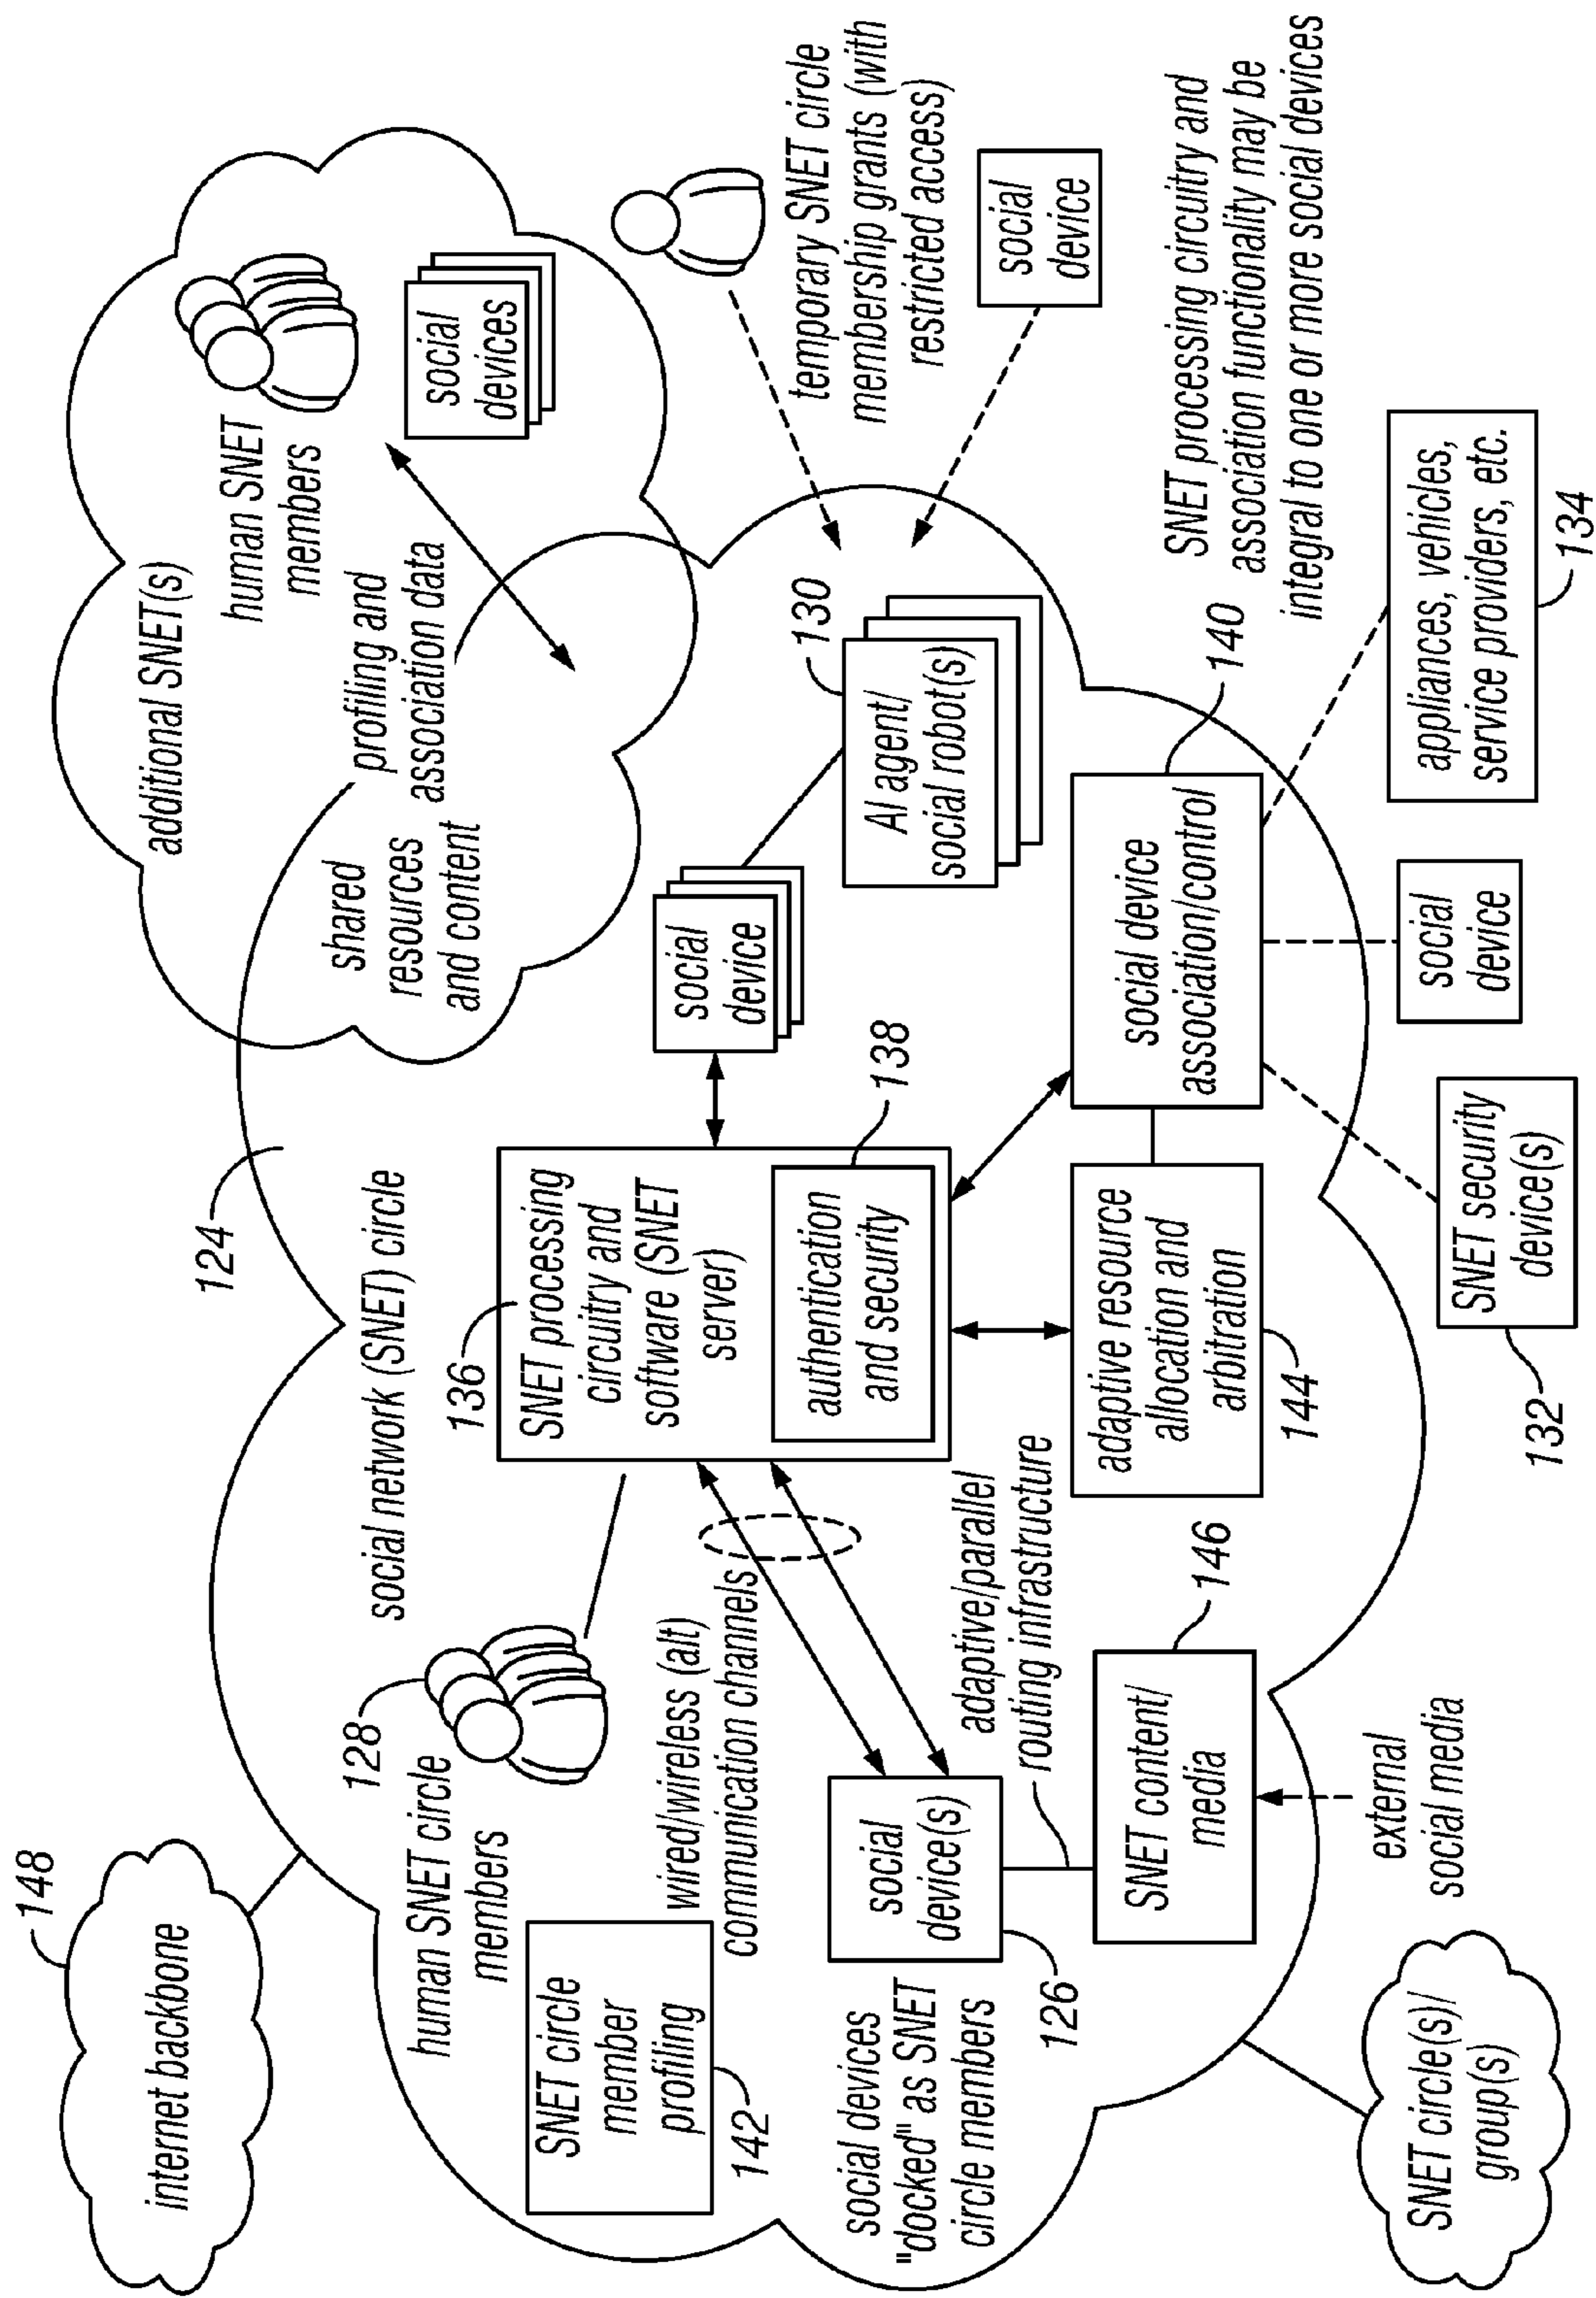 148
internet backbone
124
social network (SNET) circle
additional SNET(s)
human SNET
members
social
devices
profiling and
association data
shared
resources
and content
128
human SNET circle
members
SNET circle
member
profiling
142
136
SNET processing
circuitry and
software (SNET
server)
authentication
and security
138
social
device
130
AI agent/
social robot(s)
temporary SNET circle
membership grants (with
restricted access)
social
device
wired/wireless (alt)
communication channels
social devices
"docked" as SNET
circle members
social
device(s)
126
adaptive/parallel
routing infrastructure
SNET content/
media
146
external
social media
adaptive resource
allocation and
arbitration
144
social device
association/control
140
SNET processing circuitry and
association functionality may be
integral to one or more social devices
SNET circle(s)/
group(s)
SNET security
device(s)
132
social
device
appliances, vehicles,
service providers, etc.
134